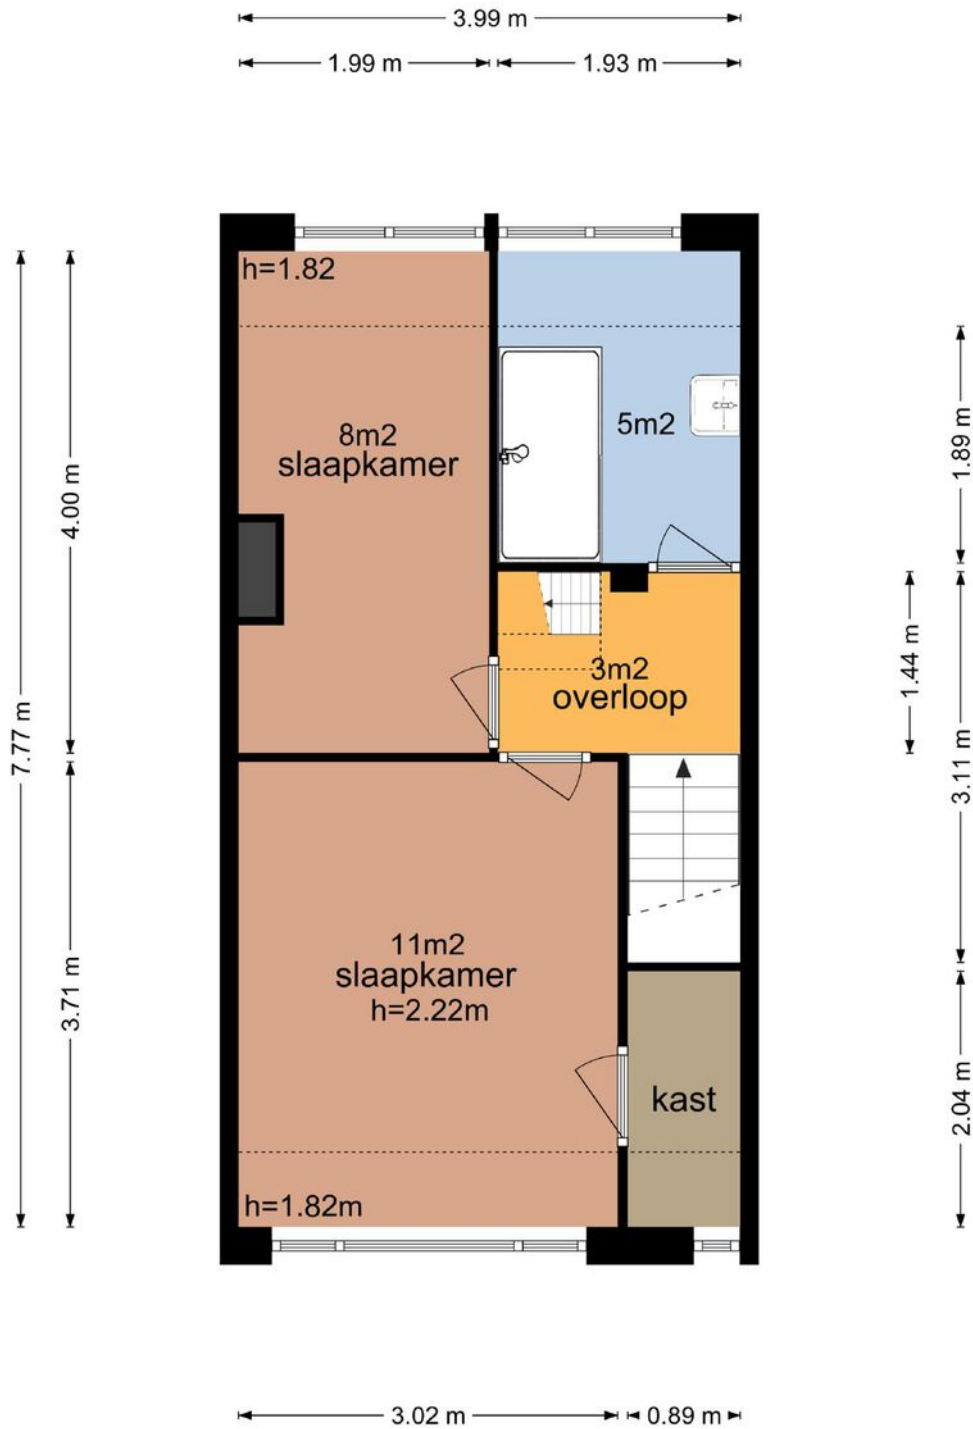 3.99 m
1.99 m
1.93 m
h=1.82
8m2
slaapkamer
5m2
4.00 m
1.89 m
7.77 m
3m2
overloop
1.44 m
3.11 m
11m2
slaapkamer
h=2.22m
3.71 m
kast
2.04 m
h=1.82m
3.02 m
0.89 m